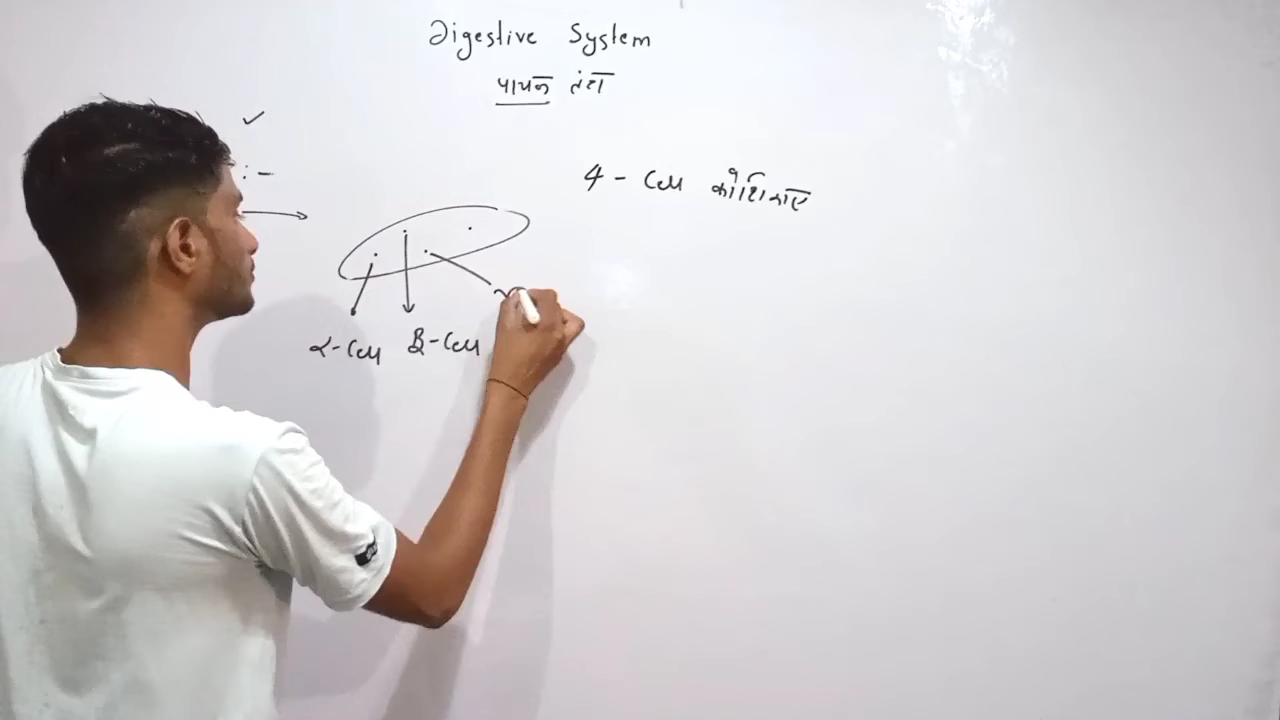 Digestive System
पाचन तंत्र
:-
4 - Cell कोशिकाएं
α-Cell β-Cell